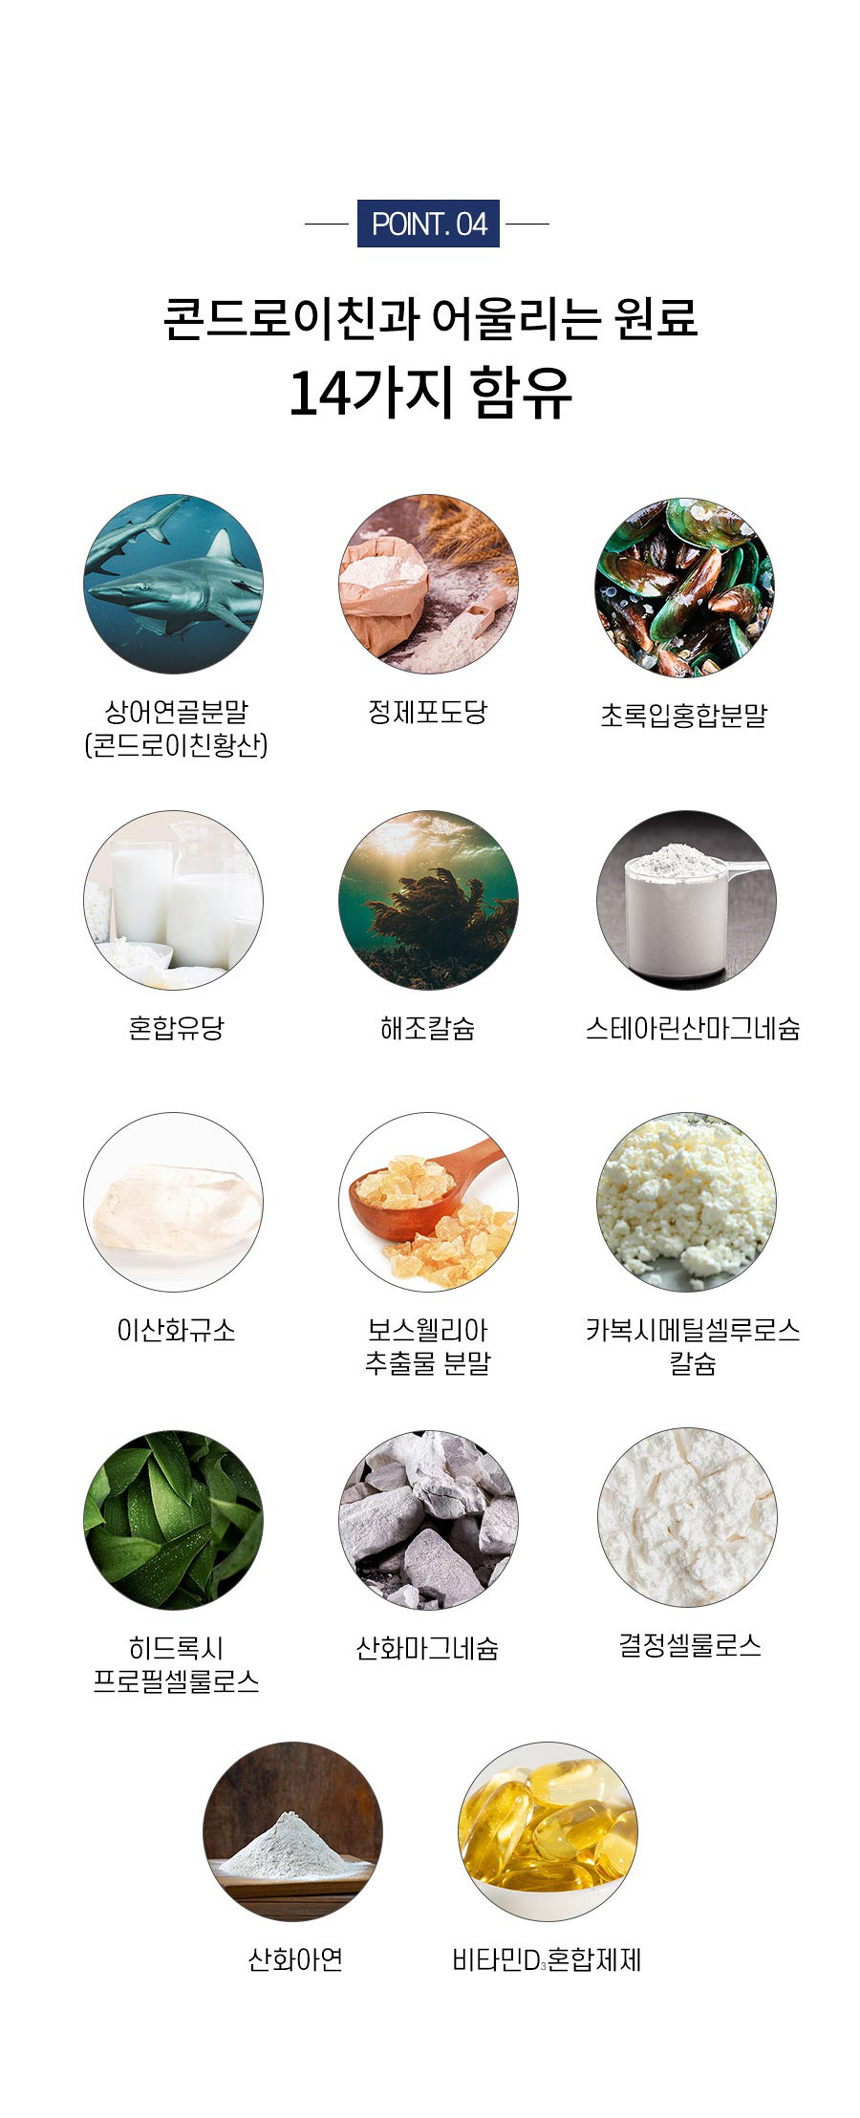 POINT. 04
콘드로이친과 어울리는 원료
14가지 함유
상어연골분말
(콘드로이친황산)
정제포도당
초록입홍합분말
혼합유당
해조칼슘
스테아린산마그네슘
이산화규소
보스웰리아
추출물 분말
카복시메틸셀루로스
칼슘
히드록시
프로필셀룰로스
산화마그네슘
결정셀룰로스
산화아연
비타민D₃혼합제제